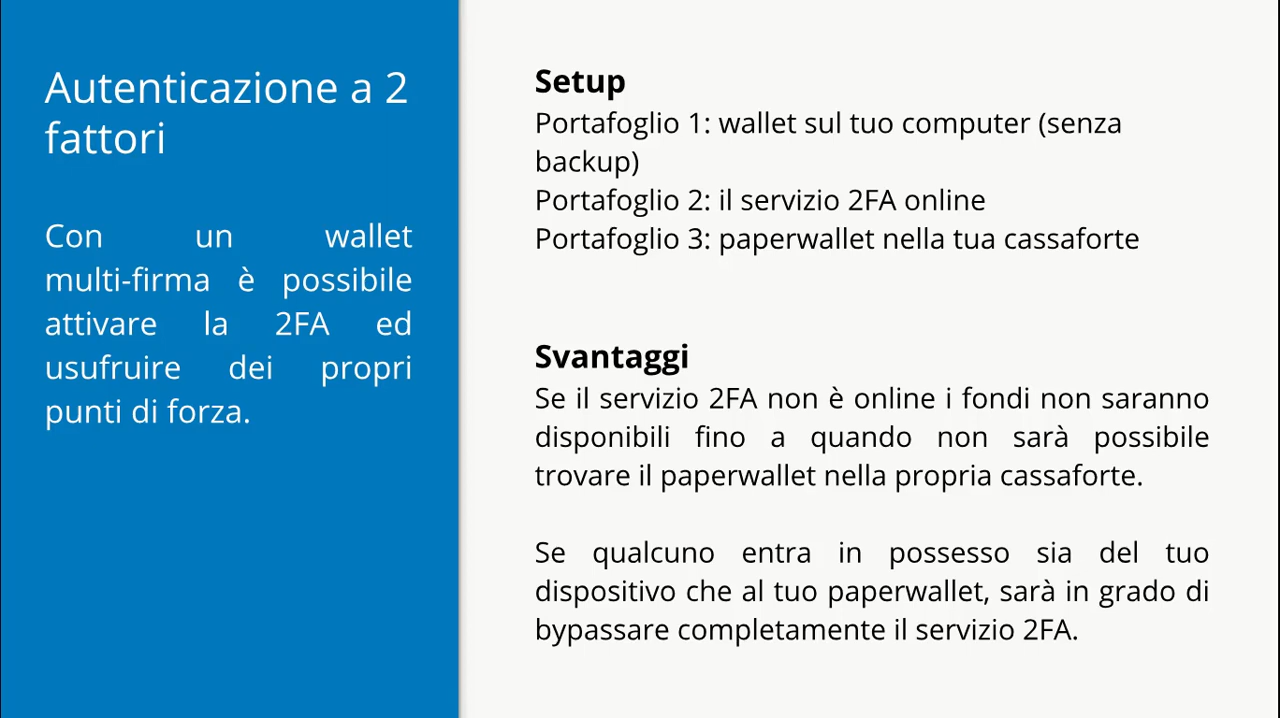 Autenticazione a 2
fattori
Con un wallet
multi-firma è possibile
attivare la 2FA ed
usufruire dei propri
punti di forza.
Setup
Portafoglio 1: wallet sul tuo computer (senza
backup)
Portafoglio 2: il servizio 2FA online
Portafoglio 3: paperwallet nella tua cassaforte
Svantaggi
Se il servizio 2FA non è online i fondi non saranno
disponibili fino a quando non sarà possibile
trovare il paperwallet nella propria cassaforte.
Se qualcuno entra in possesso sia del tuo
dispositivo che al tuo paperwallet, sarà in grado di
bypassare completamente il servizio 2FA.